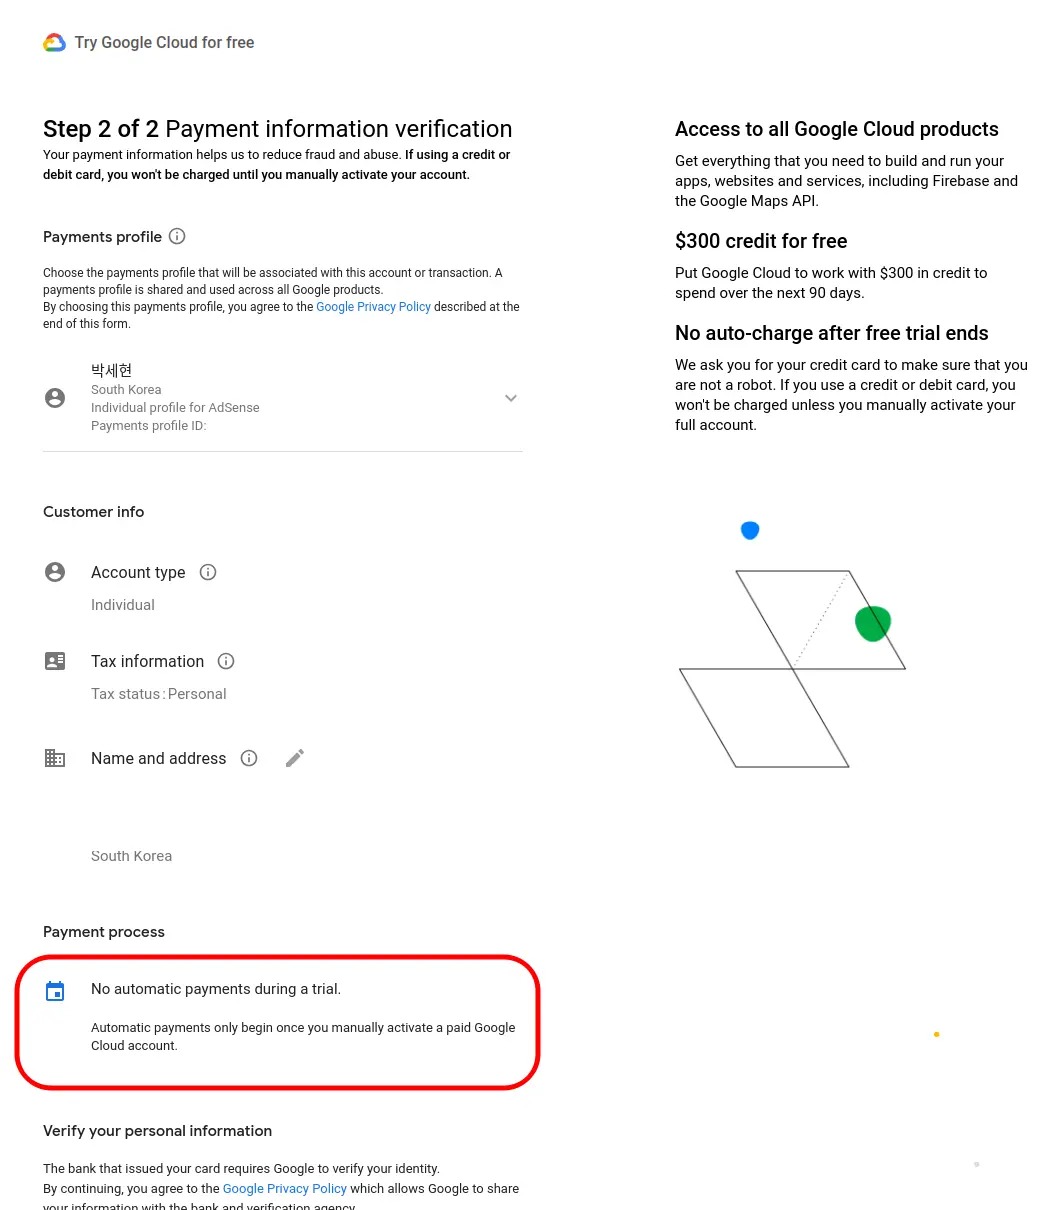 Try Google Cloud for free
Step 2 of 2 Payment information verification
Your payment information helps us to reduce fraud and abuse. If using a credit or
debit card, you won't be charged until you manually activate your account.
Payments profile
Choose the payments profile that will be associated with this account or transaction. A
payments profile is shared and used across all Google products.
By choosing this payments profile, you agree to the Google Privacy Policy described at the
end of this form.
박세현
South Korea
Individual profile for AdSense
Payments profile ID:
Customer info
Account type
Individual
Tax information
Tax status : Personal
Name and address
South Korea
Payment process
No automatic payments during a trial.
Automatic payments only begin once you manually activate a paid Google
Cloud account.
Verify your personal information
The bank that issued your card requires Google to verify your identity.
By continuing, you agree to the Google Privacy Policy which allows Google to share
your information with the bank and verification agency.
Access to all Google Cloud products
Get everything that you need to build and run your
apps, websites and services, including Firebase and
the Google Maps API.
$300 credit for free
Put Google Cloud to work with $300 in credit to
spend over the next 90 days.
No auto-charge after free trial ends
We ask you for your credit card to make sure that you
are not a robot. If you use a credit or debit card, you
won't be charged unless you manually activate your
full account.